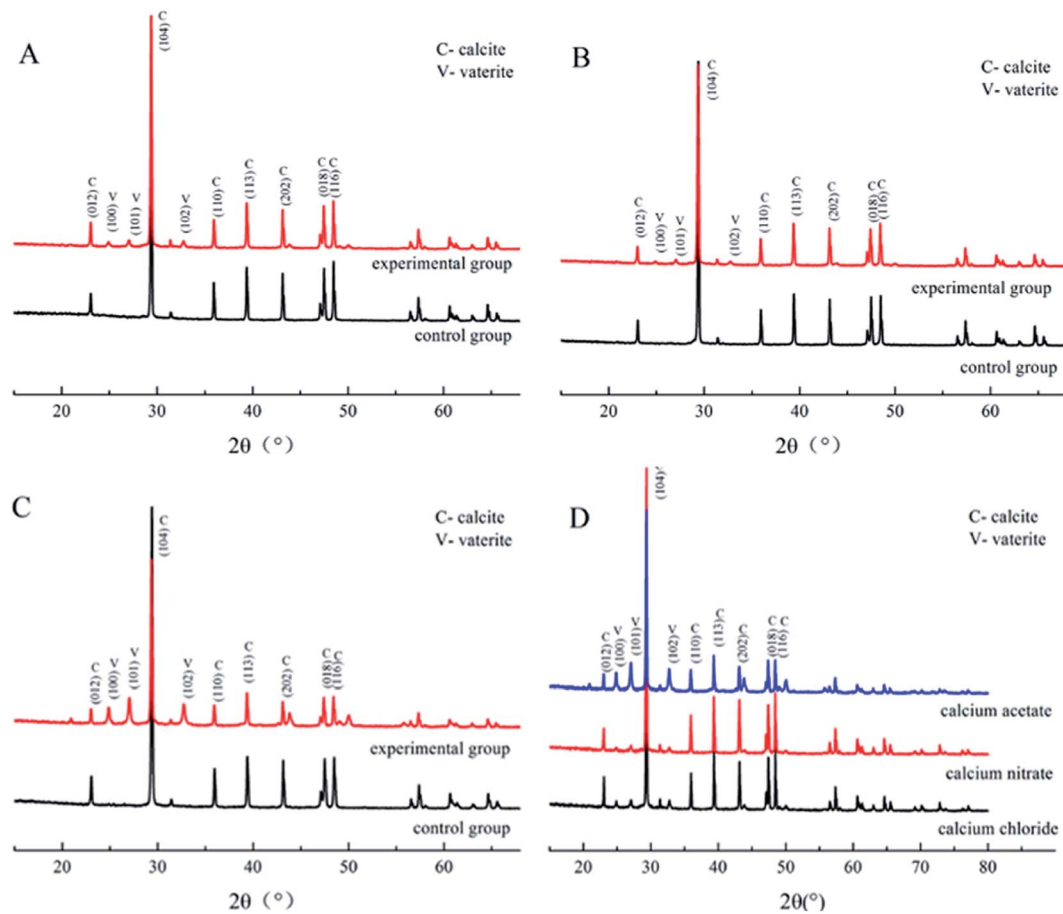 A
C- calcite
V- vaterite
(012) C
(100) V
(101) V
(104) C
(102) V
(110) C
(113) C
(202) C
(018) C
(116) C
experimental group
control group
20 30 40 50 60
2θ (°)
B
C- calcite
V- vaterite
(012) C
(100) V
(101) V
(104) C
(102) V
(110) C
(113) C
(202) C
(018) C
(116) C
experimental group
control group
20 30 40 50 60
2θ (°)
C
C- calcite
V- vaterite
(012) C
(100) V
(101) V
(104) C
(102) V
(110) C
(113) C
(202) C
(018) C
(116) C
experimental group
control group
20 30 40 50 60
2θ (°)
D
C- calcite
V- vaterite
(012) C
(100) V
(101) V
(104)
(102) V
(110) C
(113) C
(202) C
(018) C
(116) C
calcium acetate
calcium nitrate
calcium chloride
20 30 40 50 60 70 80
2θ(°)